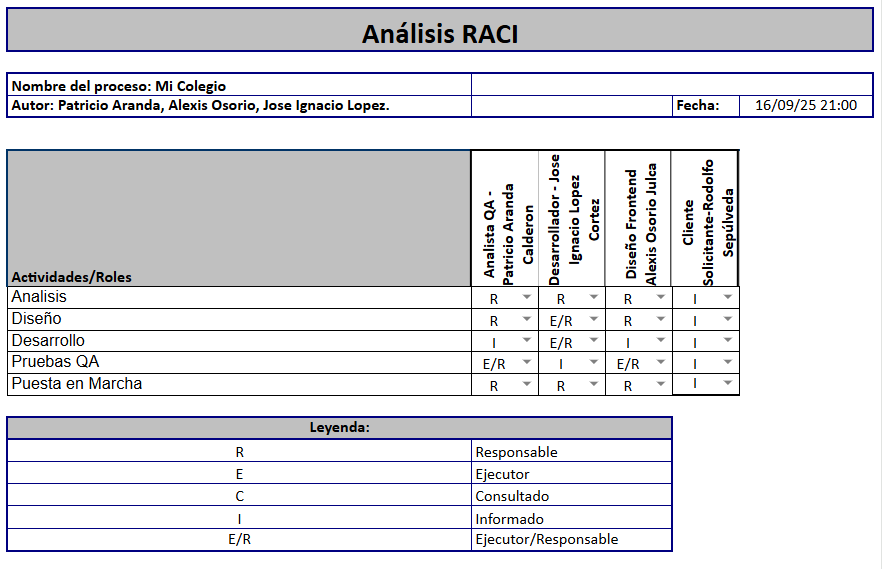 Análisis RACI
Nombre del proceso: Mi Colegio
Autor: Patricio Aranda, Alexis Osorio, Jose Ignacio Lopez. Fecha: 16/09/25 21:00
Actividades/Roles
Analista QA -
Patricio Aranda
Calderon
Desarrollador - Jose
Ignacio Lopez
Cortez
Diseño Frontend
Alexis Osorio Julca
Cliente
Solicitante-Rodolfo
Sepúlveda
Analisis R R R I
Diseño R E/R R I
Desarrollo I E/R I I
Pruebas QA E/R I E/R I
Puesta en Marcha R R R I
Leyenda:
R Responsable
E Ejecutor
C Consultado
I Informado
E/R Ejecutor/Responsable